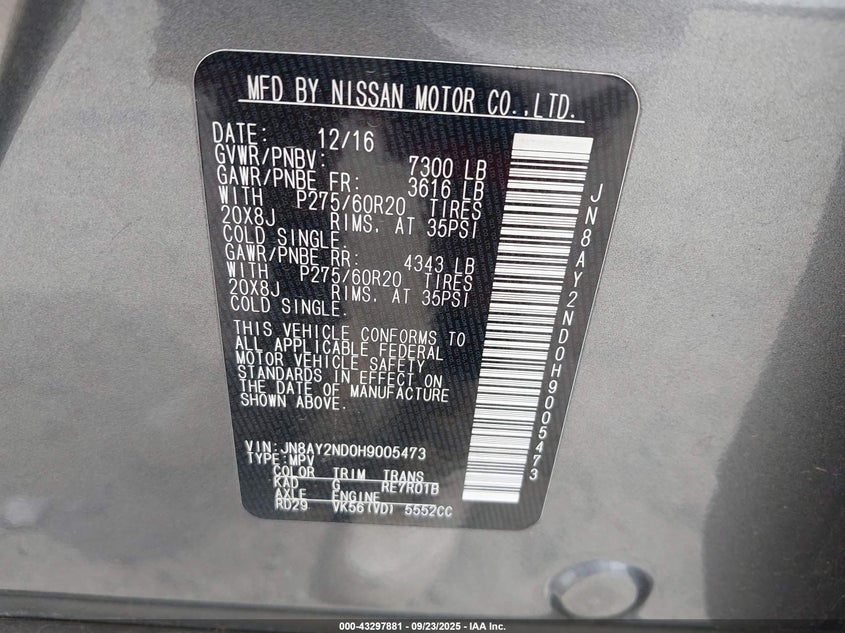 MFD BY NISSAN MOTOR CO.,LTD.
DATE: 12/16
GVWR/PNBV: 7300 LB
GAWR/PNBE FR: 3616 LB
WITH P275/60R20 TIRES
20X8J RIMS. AT 35PSI
COLD SINGLE.
GAWR/PNBE RR: 4343 LB
WITH P275/60R20 TIRES
20X8J RIMS. AT 35PSI
COLD SINGLE.
THIS VEHICLE CONFORMS TO
ALL APPLICABLE FEDERAL
MOTOR VEHICLE SAFETY
STANDARDS IN EFFECT ON
THE DATE OF MANUFACTURE
SHOWN ABOVE.
VIN:JN8AY2ND0H9005473
TYPE:MPV
COLOR TRIM TRANS
KAD G RE7R01B
AXLE ENGINE
RD29 VK56(VD) 5552CC
JN8AY2ND0H9005473
000-43297881 - 09/23/2025 - IAA Inc.